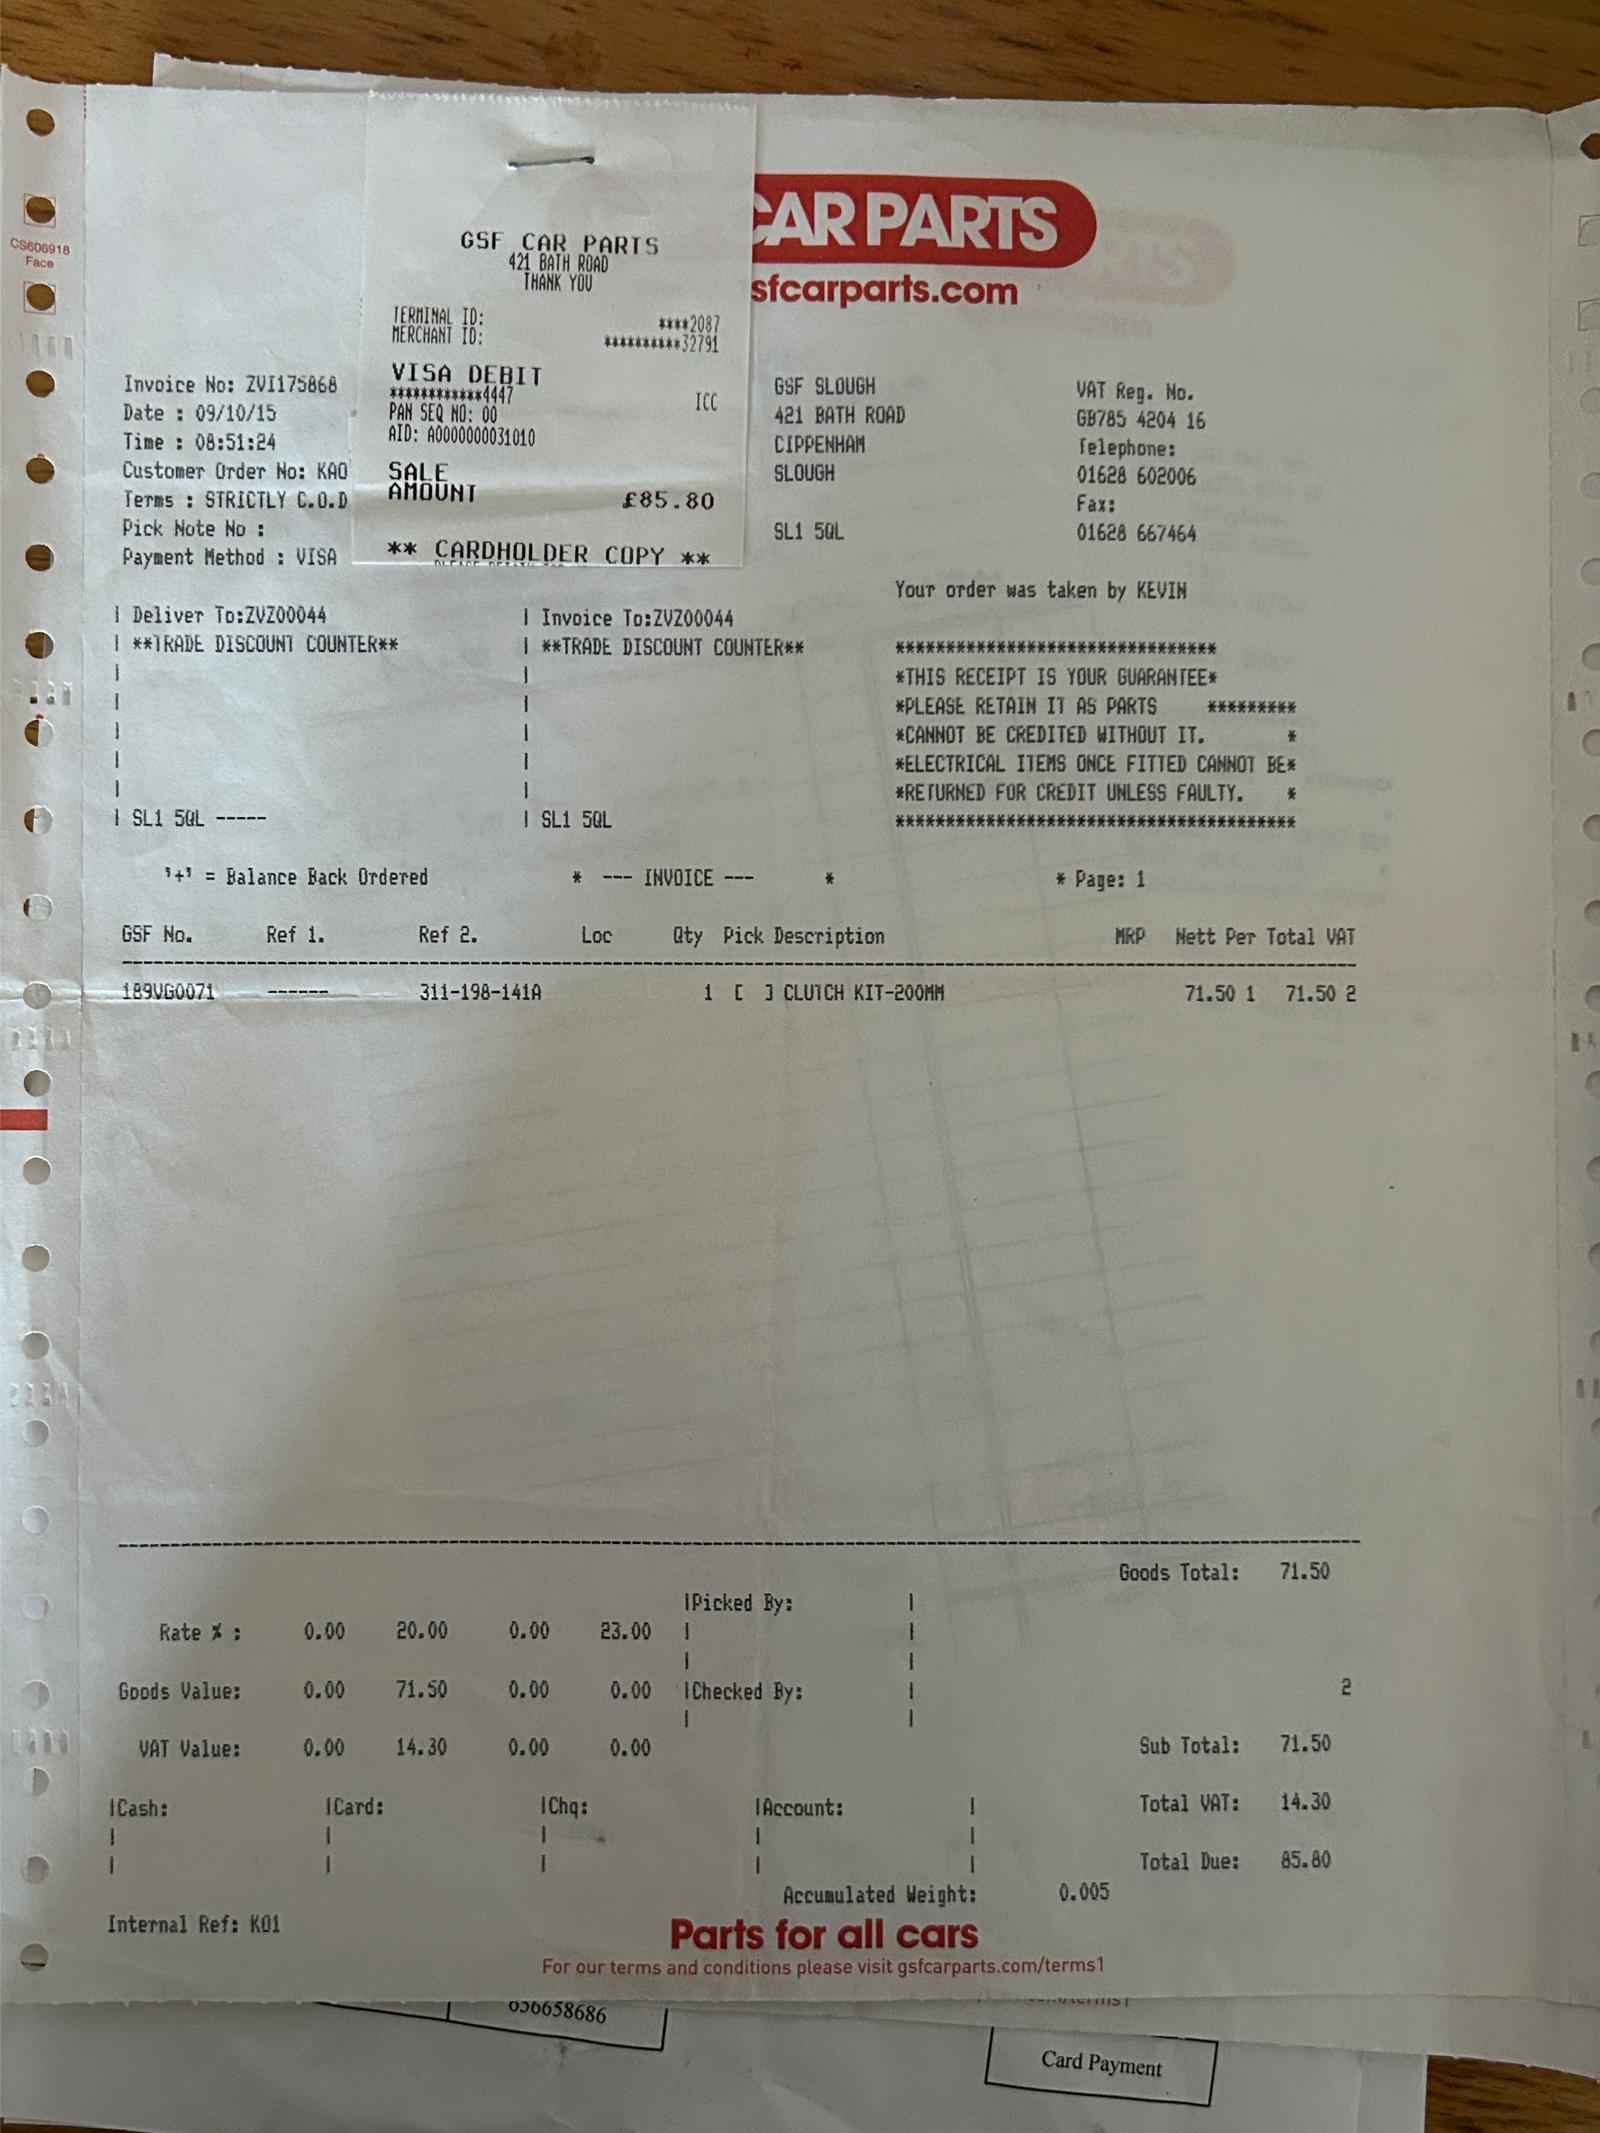 CS606918
Face
GSF CAR PARTS
421 BATH ROAD
THANK YOU
TERMINAL ID: ****2087
MERCHANT ID: **********32791
VISA DEBIT
************4447
ICC
PAN SEQ NO: 00
AID: A0000000031010
SALE
AMOUNT £85.80
** CARDHOLDER COPY **
CAR PARTS
sfcarparts.com
Invoice No: ZVI175868
Date : 09/10/15
Time : 08:51:24
Customer Order No: KAO
Terms : STRICTLY C.O.D
Pick Note No :
Payment Method : VISA
GSF SLOUGH
421 BATH ROAD
CIPPENHAM
SLOUGH
SL1 5QL
VAT Reg. No.
GB785 4204 16
Telephone:
01628 602006
Fax:
01628 667464
Your order was taken by KEVIN
| Deliver To:ZVZ00044 | Invoice To:ZVZ00044
| **TRADE DISCOUNT COUNTER** | **TRADE DISCOUNT COUNTER**
| SL1 5QL ----- | SL1 5QL
********************************
*THIS RECEIPT IS YOUR GUARANTEE*
*PLEASE RETAIN IT AS PARTS *********
*CANNOT BE CREDITED WITHOUT IT. *
*ELECTRICAL ITEMS ONCE FITTED CANNOT BE*
*RETURNED FOR CREDIT UNLESS FAULTY. *
****************************************
'+' = Balance Back Ordered * --- INVOICE --- * * Page: 1
GSF No. Ref 1. Ref 2. Loc Qty Pick Description MRP Nett Per Total VAT
189VG0071 ------ 311-198-141A 1 [ ] CLUTCH KIT-200MM 71.50 1 71.50 2
Goods Total: 71.50
|Picked By: |
Rate % : 0.00 20.00 0.00 23.00
Goods Value: 0.00 71.50 0.00 0.00 |Checked By: | 2
VAT Value: 0.00 14.30 0.00 0.00 Sub Total: 71.50
|Cash: |Card: |Chq: |Account: | Total VAT: 14.30
Total Due: 85.80
Accumulated Weight: 0.005
Internal Ref: K01
Parts for all cars
For our terms and conditions please visit gsfcarparts.com/terms1
656658686
Card Payment